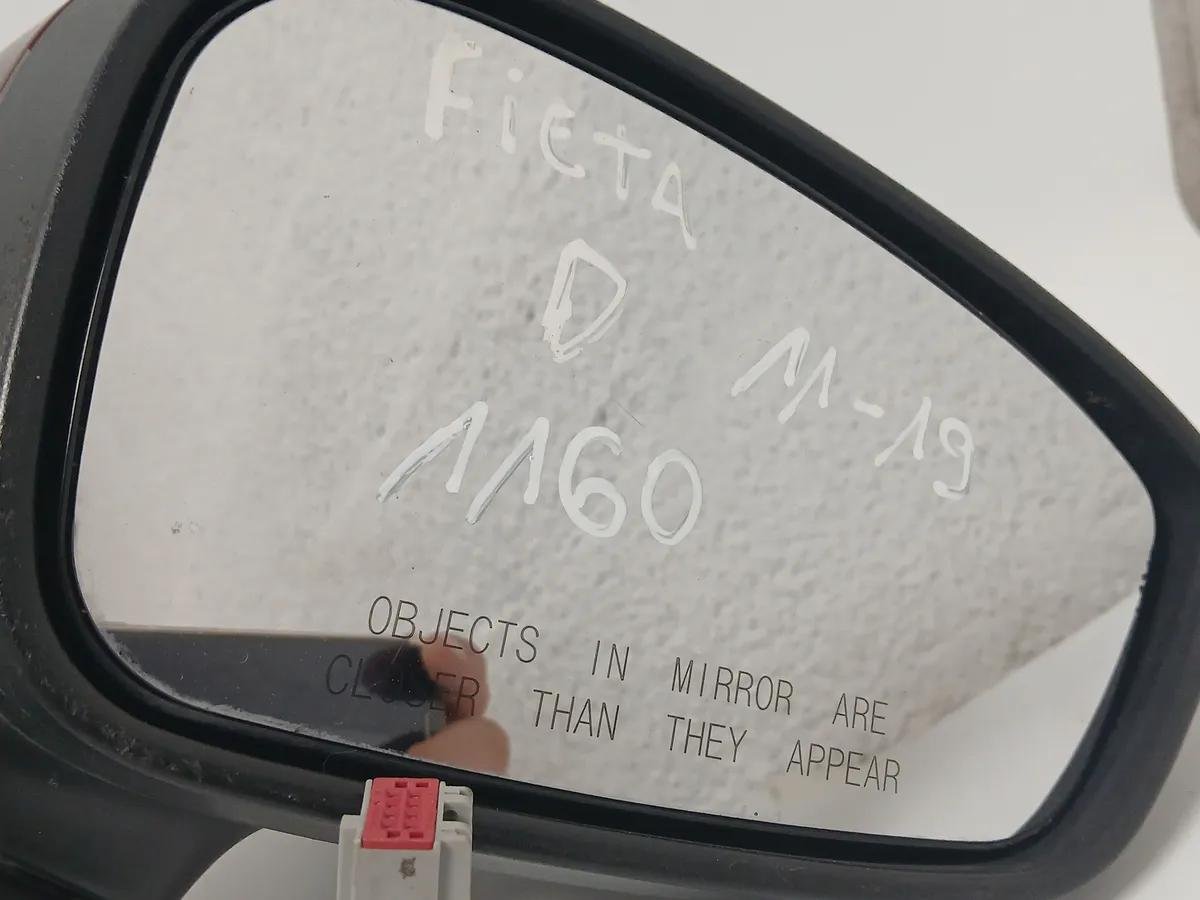 FiETA
D
11-19
1160
OBJECTS IN MIRROR ARE
CLOSER THAN THEY APPEAR